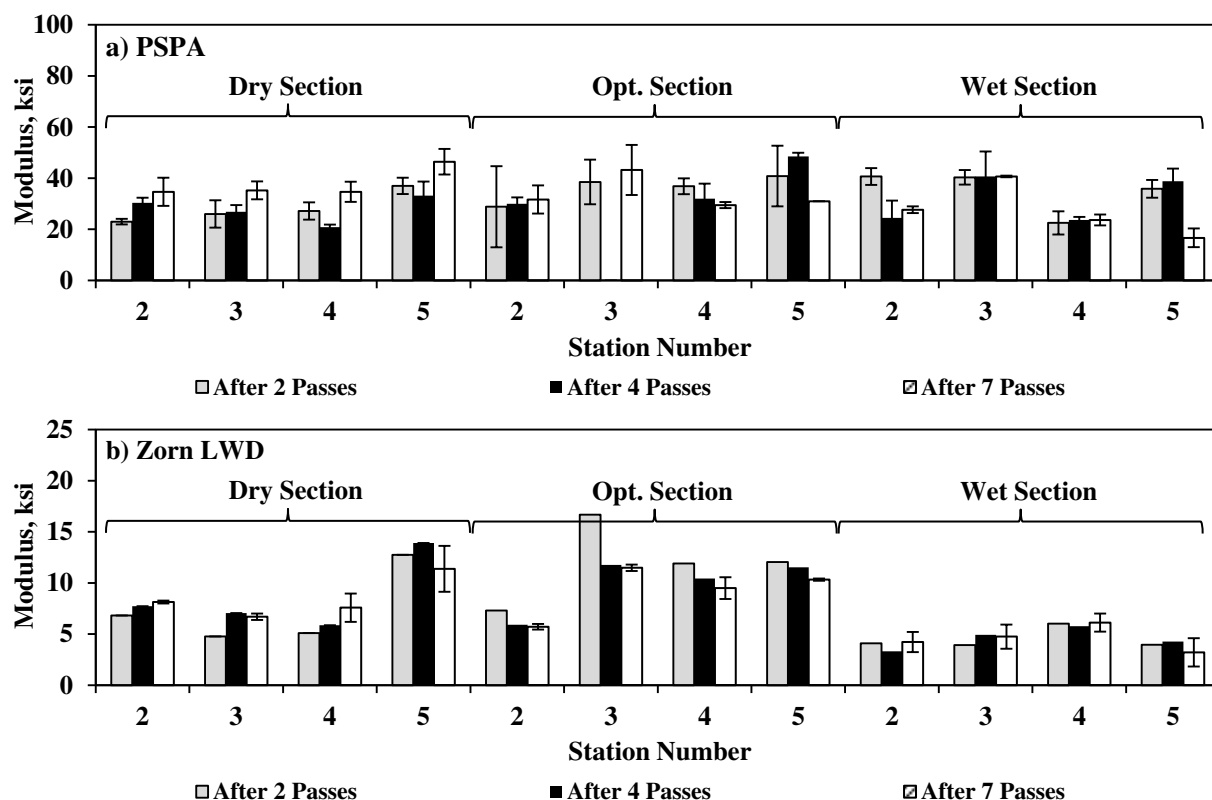 a) PSPA
Modulus, ksi
100
80
60
40
20
0
Dry Section Opt. Section Wet Section
2 3 4 5 2 3 4 5 2 3 4 5
Station Number
After 2 Passes After 4 Passes After 7 Passes
b) Zorn LWD
Modulus, ksi
25
20
15
10
5
0
Dry Section Opt. Section Wet Section
2 3 4 5 2 3 4 5 2 3 4 5
Station Number
After 2 Passes After 4 Passes After 7 Passes